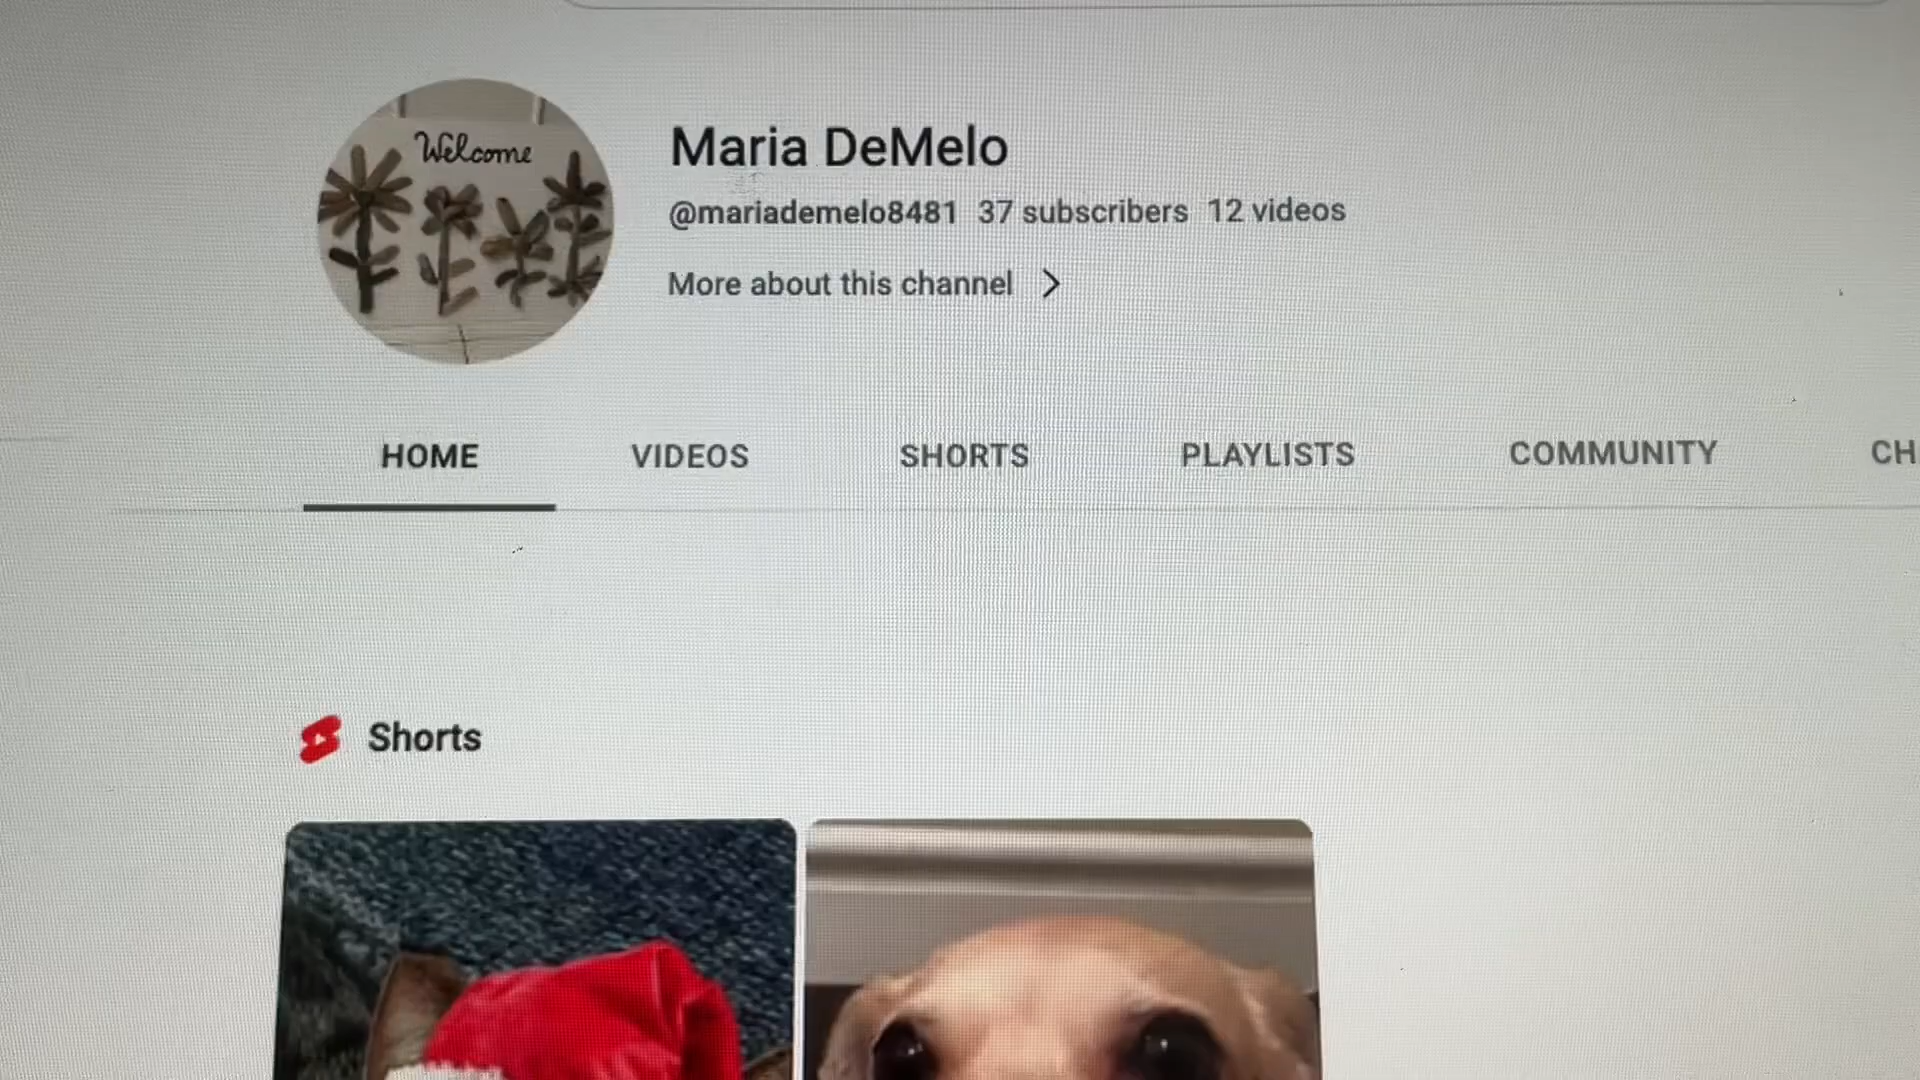 Welcome
Maria DeMelo
@mariademelo8481 37 subscribers 12 videos
More about this channel
HOME VIDEOS SHORTS PLAYLISTS COMMUNITY CH
Shorts